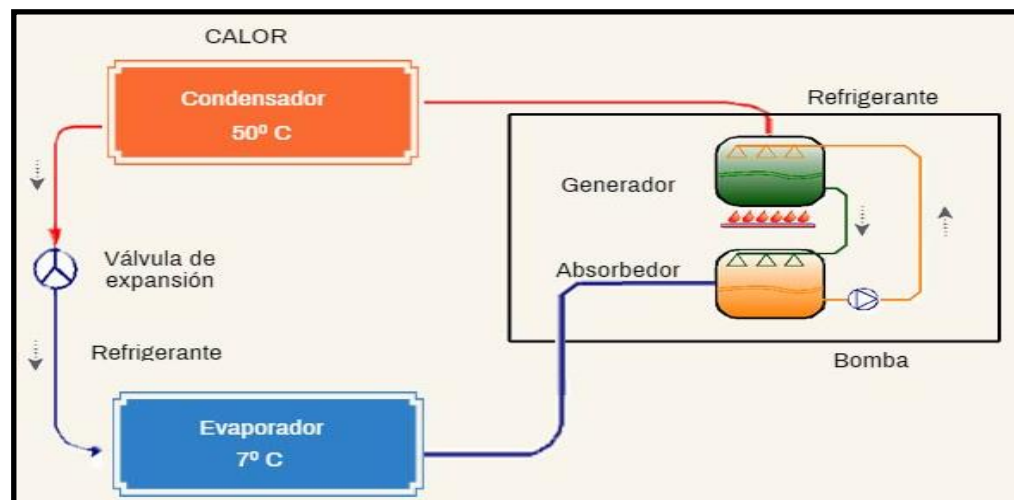 CALOR
Condensador
50º C
Refrigerante
Generador
Válvula de
expansión
Absorbedor
Refrigerante
Bomba
Evaporador
7º C